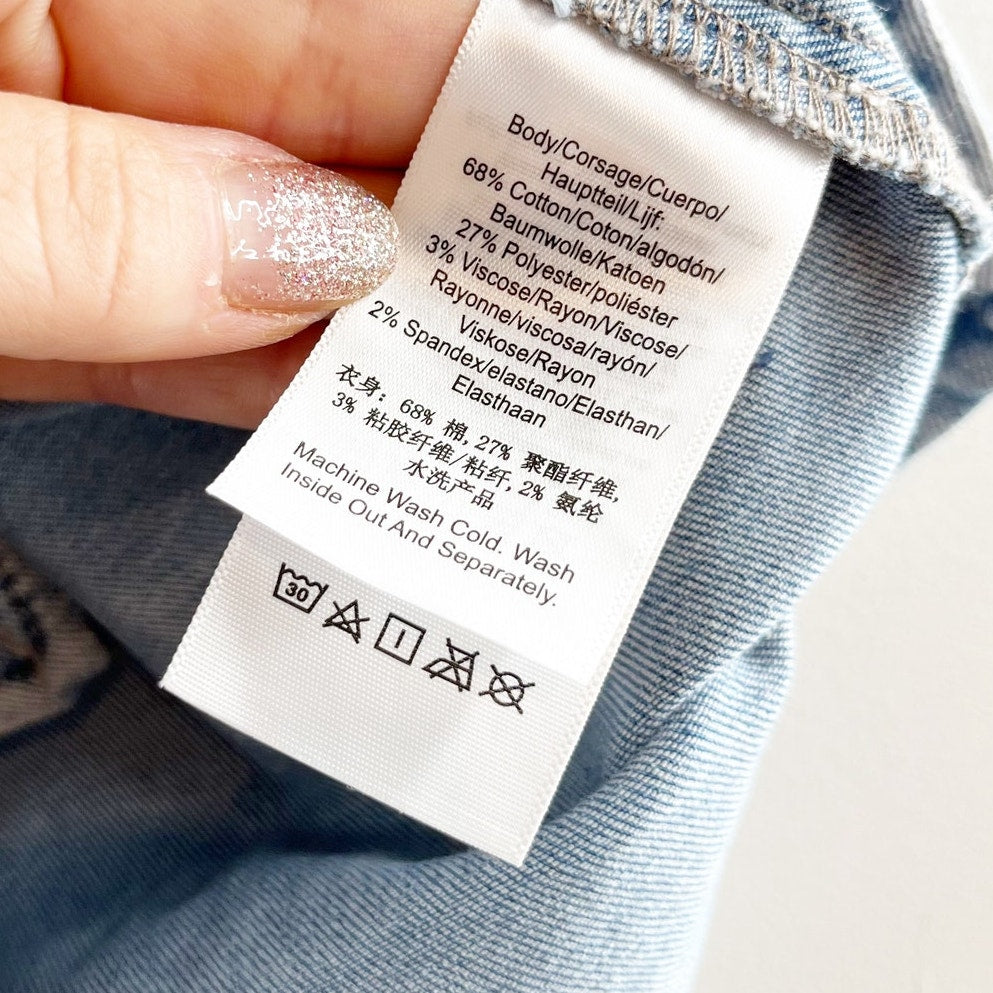 Body/Corsage/Cuerpo/
Hauptteil/Lijf:
68% Cotton/Coton/algodón/
Baumwolle/Katoen
27% Polyester/poliéster
3% Viscose/Rayon/Viscose/
Rayonne/viscosa/rayón/
Viskose/Rayon
2% Spandex/elastano/Elasthan/
Elasthaan
衣身: 68% 棉, 27% 聚酯纤维,
3% 粘胶纤维/粘纤, 2% 氨纶
水洗产品
Machine Wash Cold. Wash
Inside Out And Separately.
30